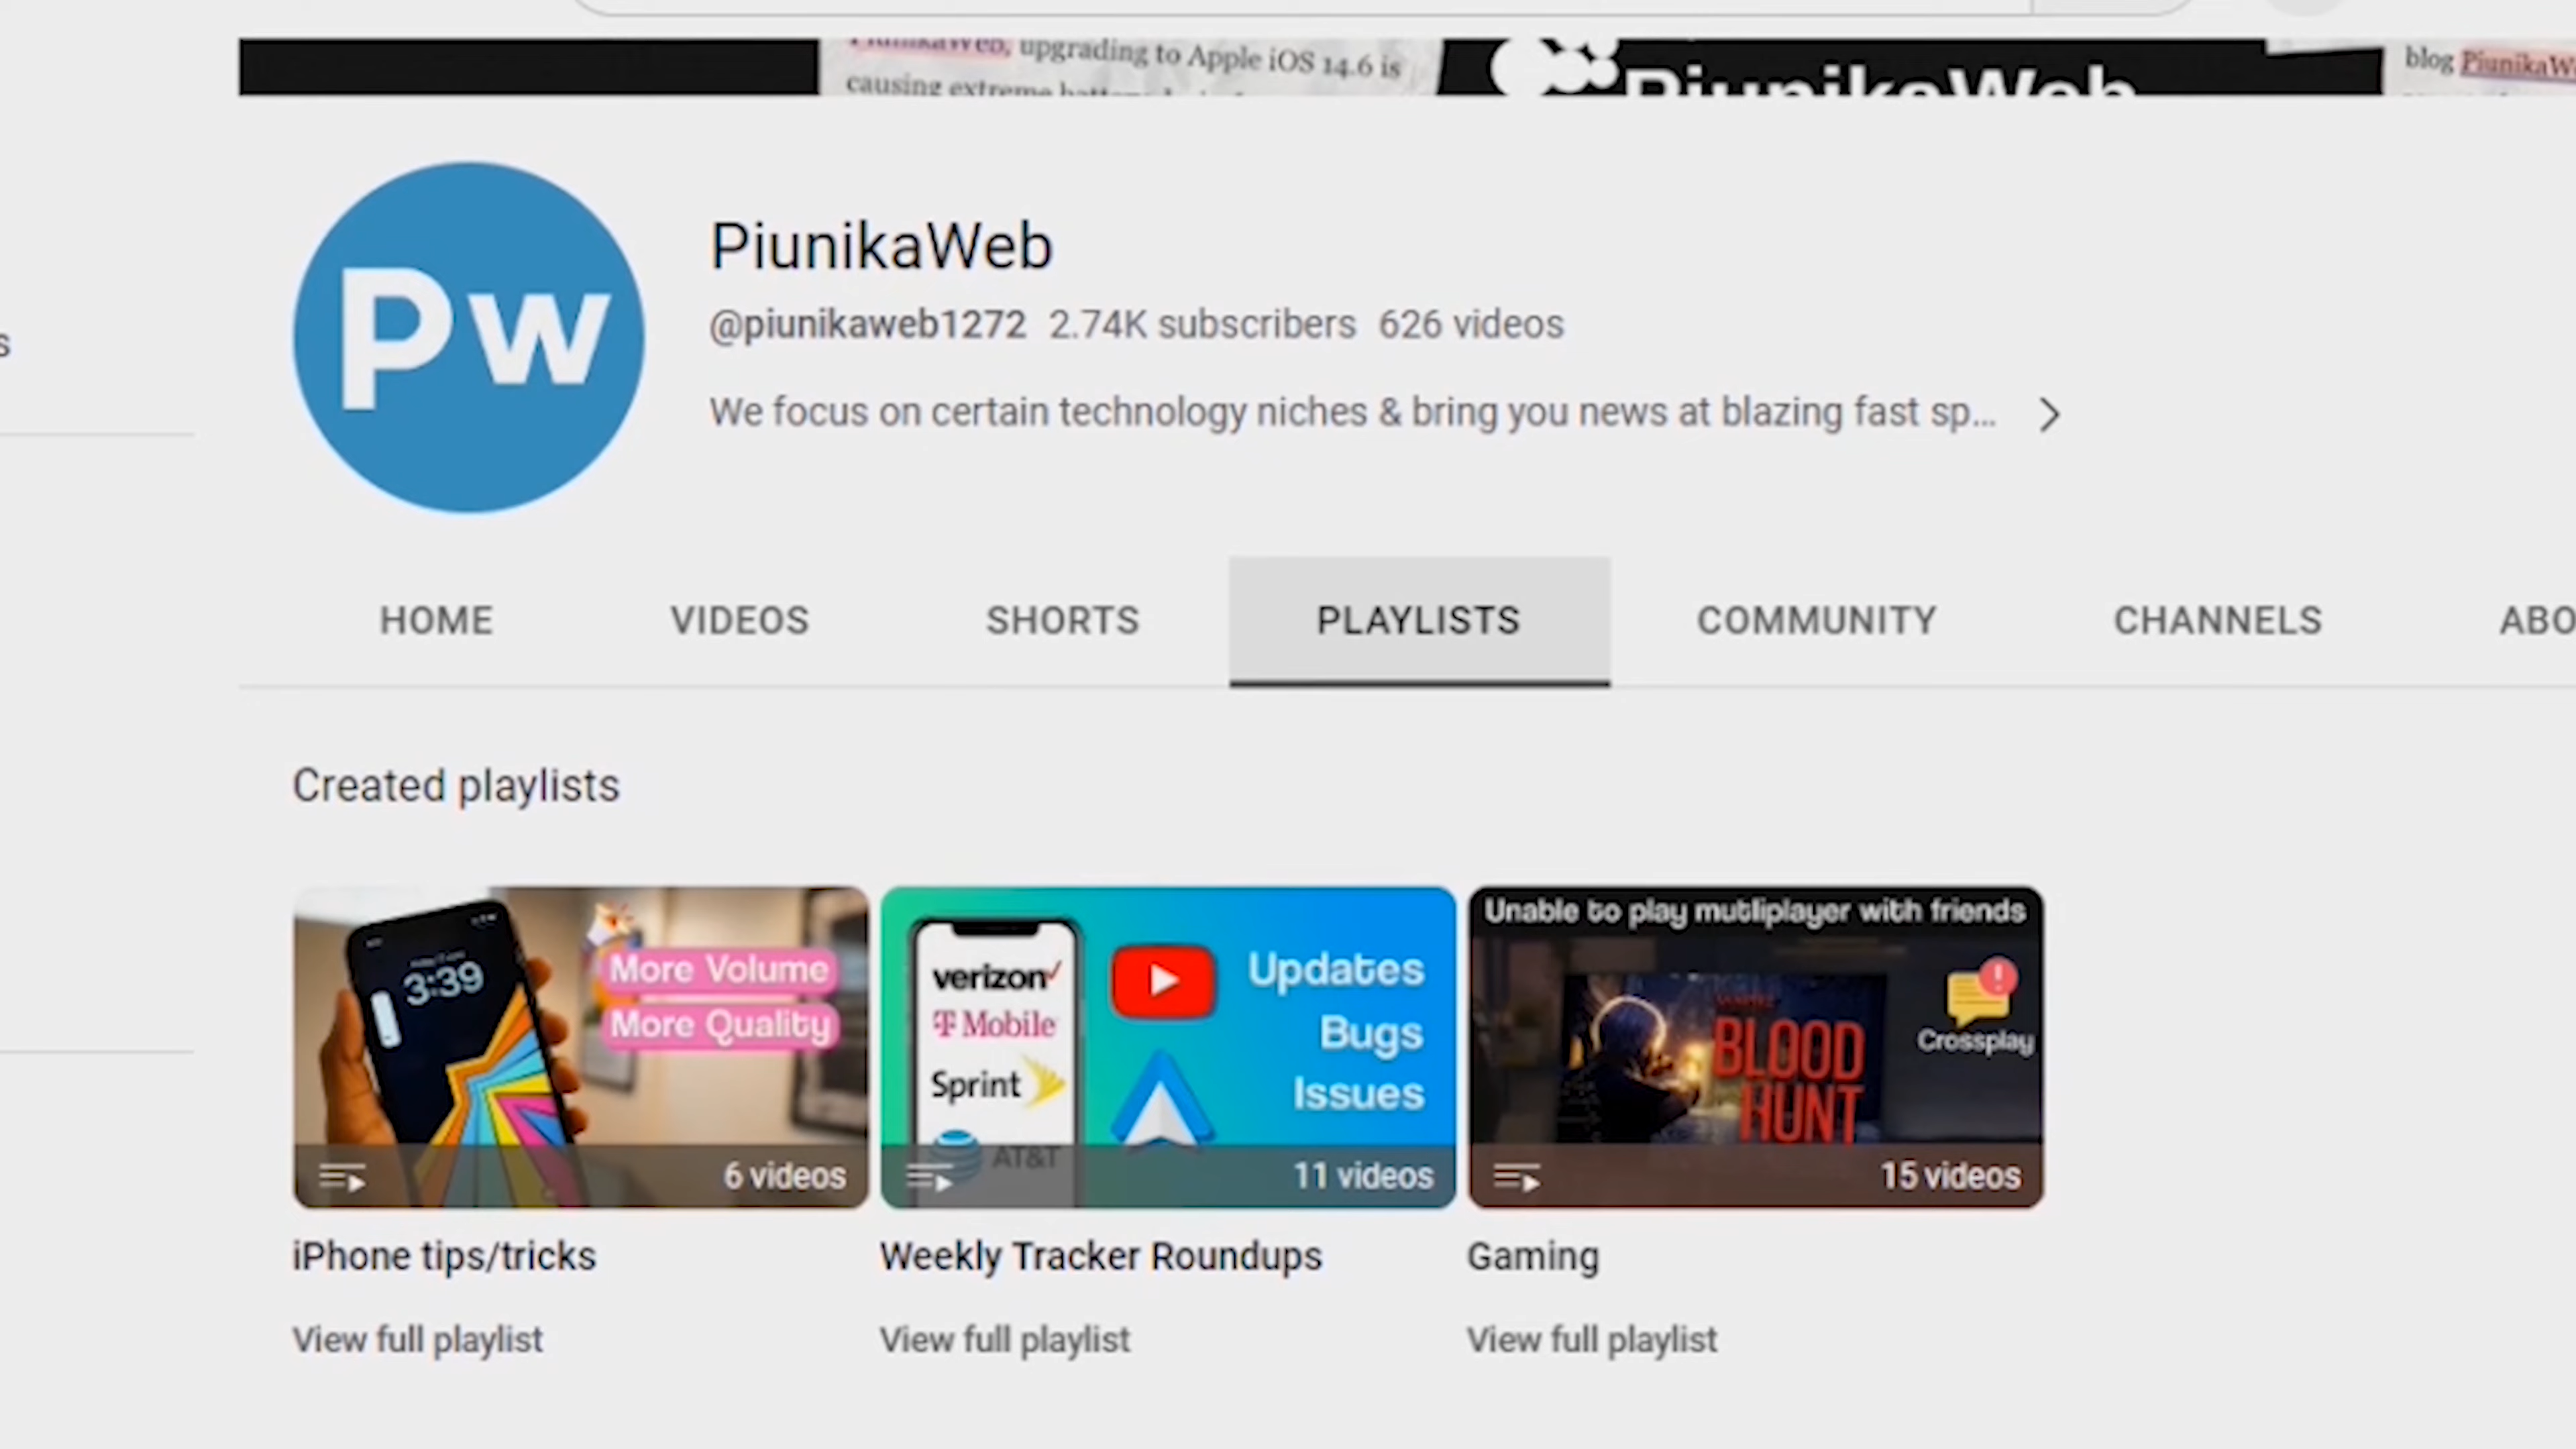 PiunikaWeb, upgrading to Apple iOS 14.6 is
causing extreme
PiunikaWeb
blog
Pw
PiunikaWeb
@piunikaweb1272 2.74K subscribers 626 videos
We focus on certain technology niches & bring you news at blazing fast sp...
HOME VIDEOS SHORTS PLAYLISTS COMMUNITY CHANNELS ABO
Created playlists
3:39
More Volume
More Quality
6 videos
iPhone tips/tricks
View full playlist
verizon
T Mobile
Sprint
AT&T
Updates
Bugs
Issues
11 videos
Weekly Tracker Roundups
View full playlist
Unable to play mutliplayer with friends
BLOOD
HUNT
Crossplay
15 videos
Gaming
View full playlist